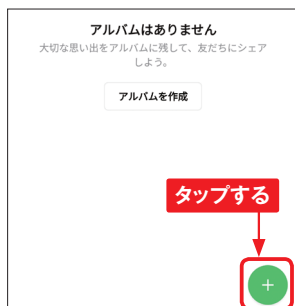 アルバムはありません
大切な思い出をアルバムに残して、友だちにシェア
しよう。
アルバムを作成
タップする